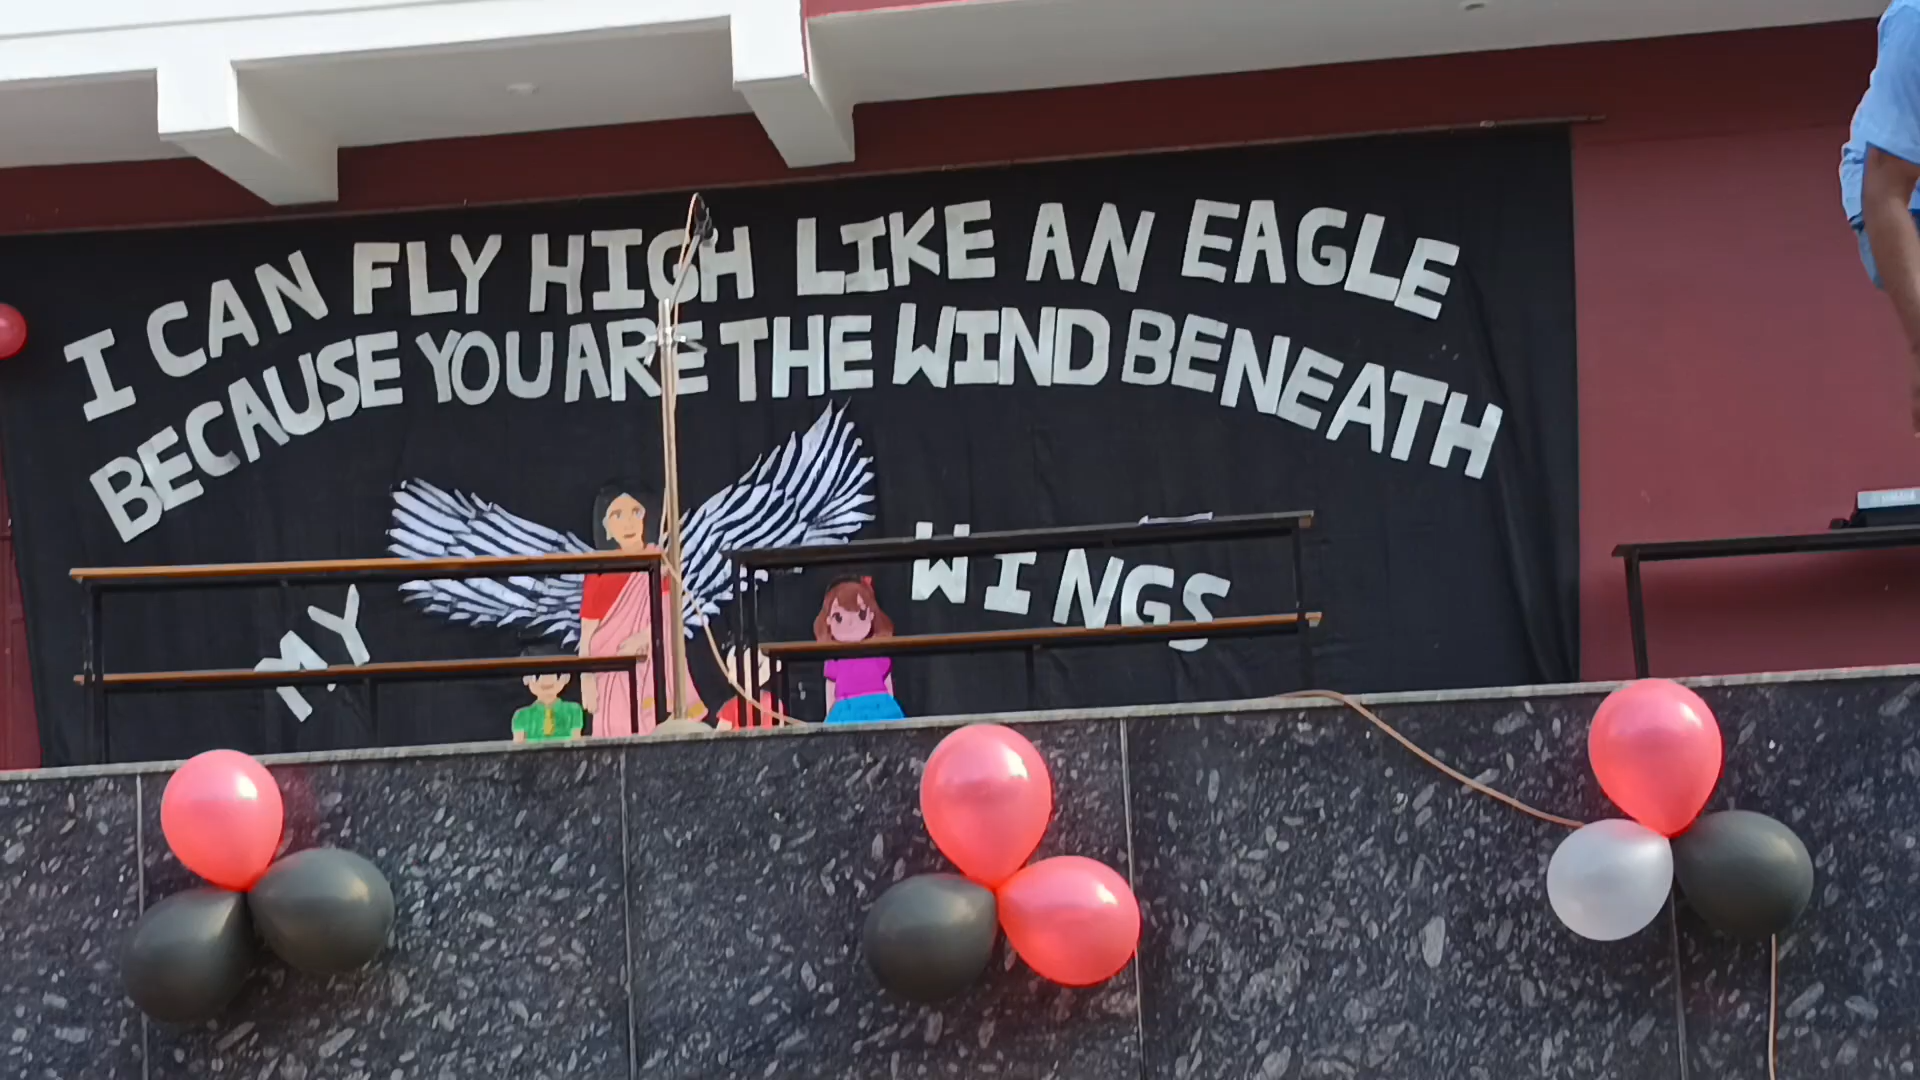 I CAN FLY HIGH LIKE AN EAGLE
BECAUSE YOU ARE THE WIND BENEATH
MY WINGS